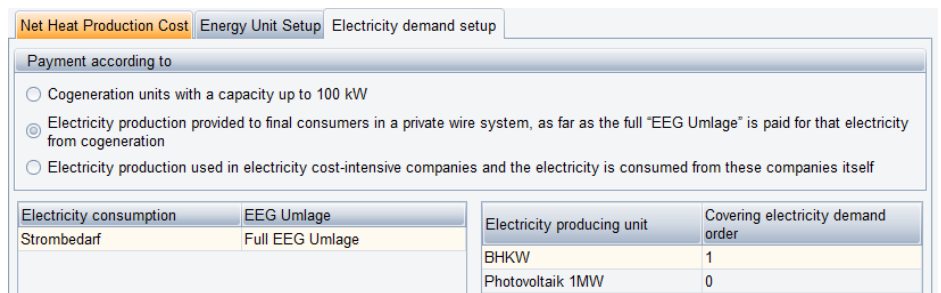 Net Heat Production Cost Energy Unit Setup Electricity demand setup
Payment according to
Cogeneration units with a capacity up to 100 kW
Electricity production provided to final consumers in a private wire system, as far as the full “EEG Umlage” is paid for that electricity
from cogeneration
Electricity production used in electricity cost-intensive companies and the electricity is consumed from these companies itself
Electricity consumption EEG Umlage
Strombedarf Full EEG Umlage
Electricity producing unit Covering electricity demand
order
BHKW 1
Photovoltaik 1MW 0